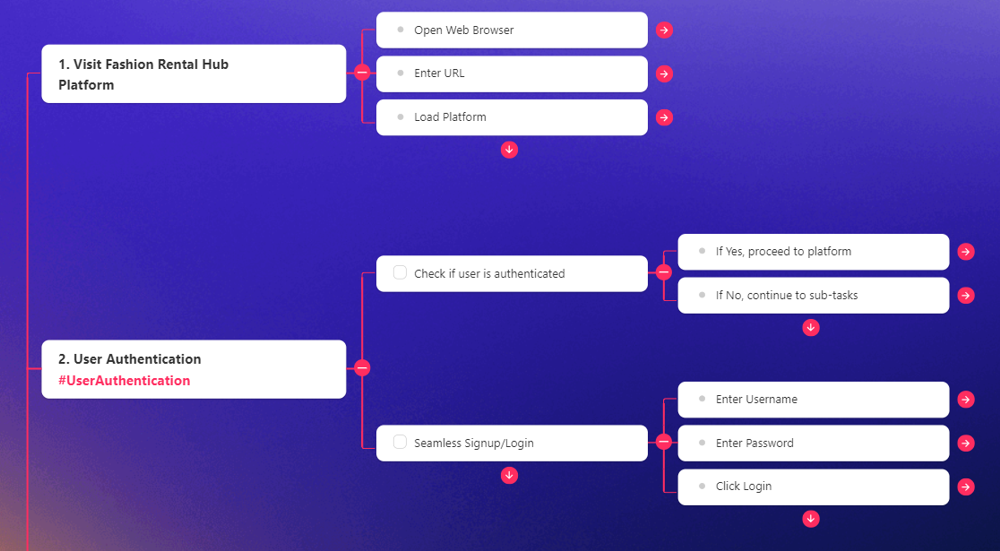 1. Visit Fashion Rental Hub
Platform
Open Web Browser
Enter URL
Load Platform
2. User Authentication
#UserAuthentication
Check if user is authenticated
If Yes, proceed to platform
If No, continue to sub-tasks
Seamless Signup/Login
Enter Username
Enter Password
Click Login